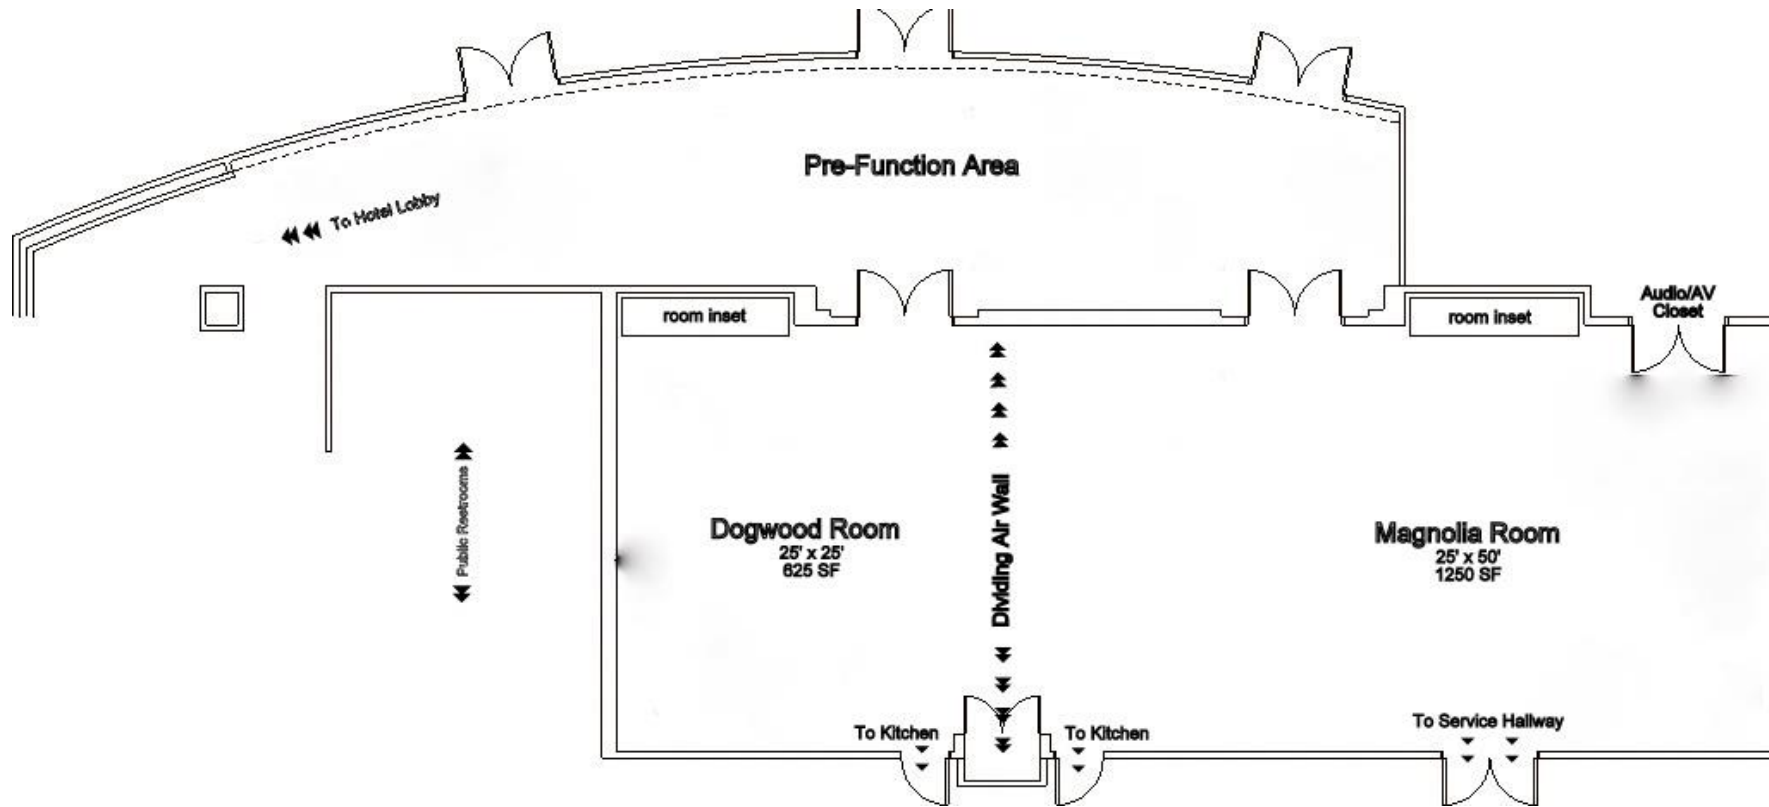 Pre-Function Area
To Hotel Lobby
room inset
room inset
Audio/AV
Closet
Public Restrooms
Dogwood Room
25' x 25'
625 SF
Dividing Air Wall
Magnolia Room
25' x 50'
1250 SF
To Kitchen
To Kitchen
To Service Hallway